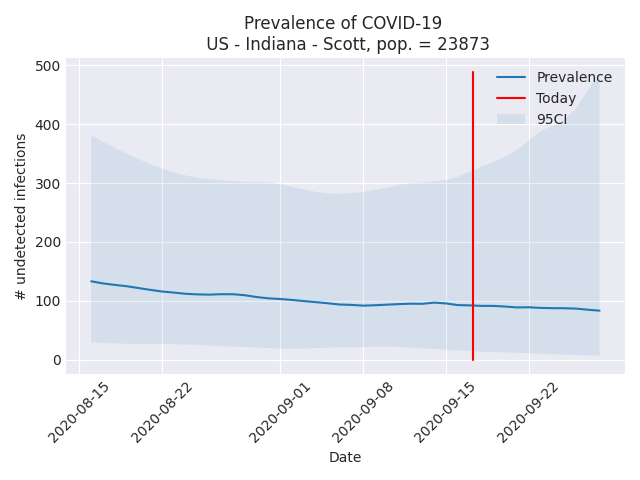 Prevalence of COVID-19
US - Indiana - Scott, pop. = 23873
500
400
300
200
100
0
# undetected infections
Prevalence
Today
95CI
2020-08-15
2020-08-22
2020-09-01
2020-09-08
2020-09-15
2020-09-22
Date